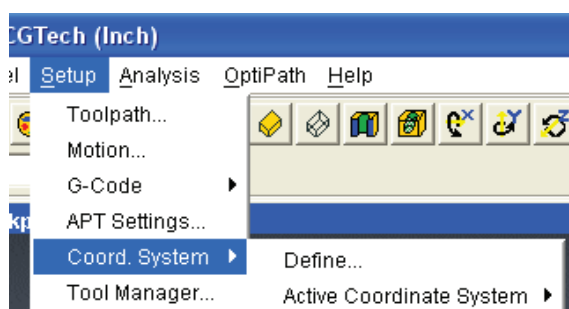 CGTech (Inch)
el Setup Analysis OptiPath Help
Toolpath...
Motion...
G-Code
APT Settings...
Coord. System
Define...
Tool Manager...
Active Coordinate System